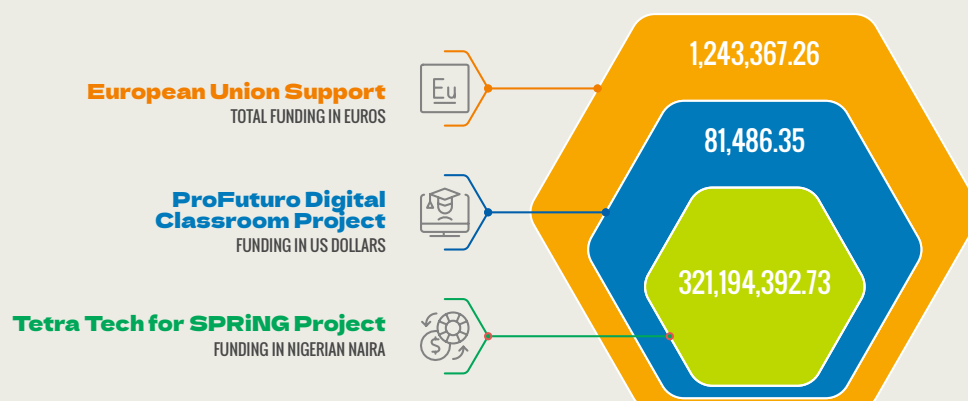 1,243,367.26
European Union Support
TOTAL FUNDING IN EUROS
Eu
81,486.35
ProFuturo Digital
Classroom Project
FUNDING IN US DOLLARS
321,194,392.73
Tetra Tech for SPRiNG Project
FUNDING IN NIGERIAN NAIRA
$